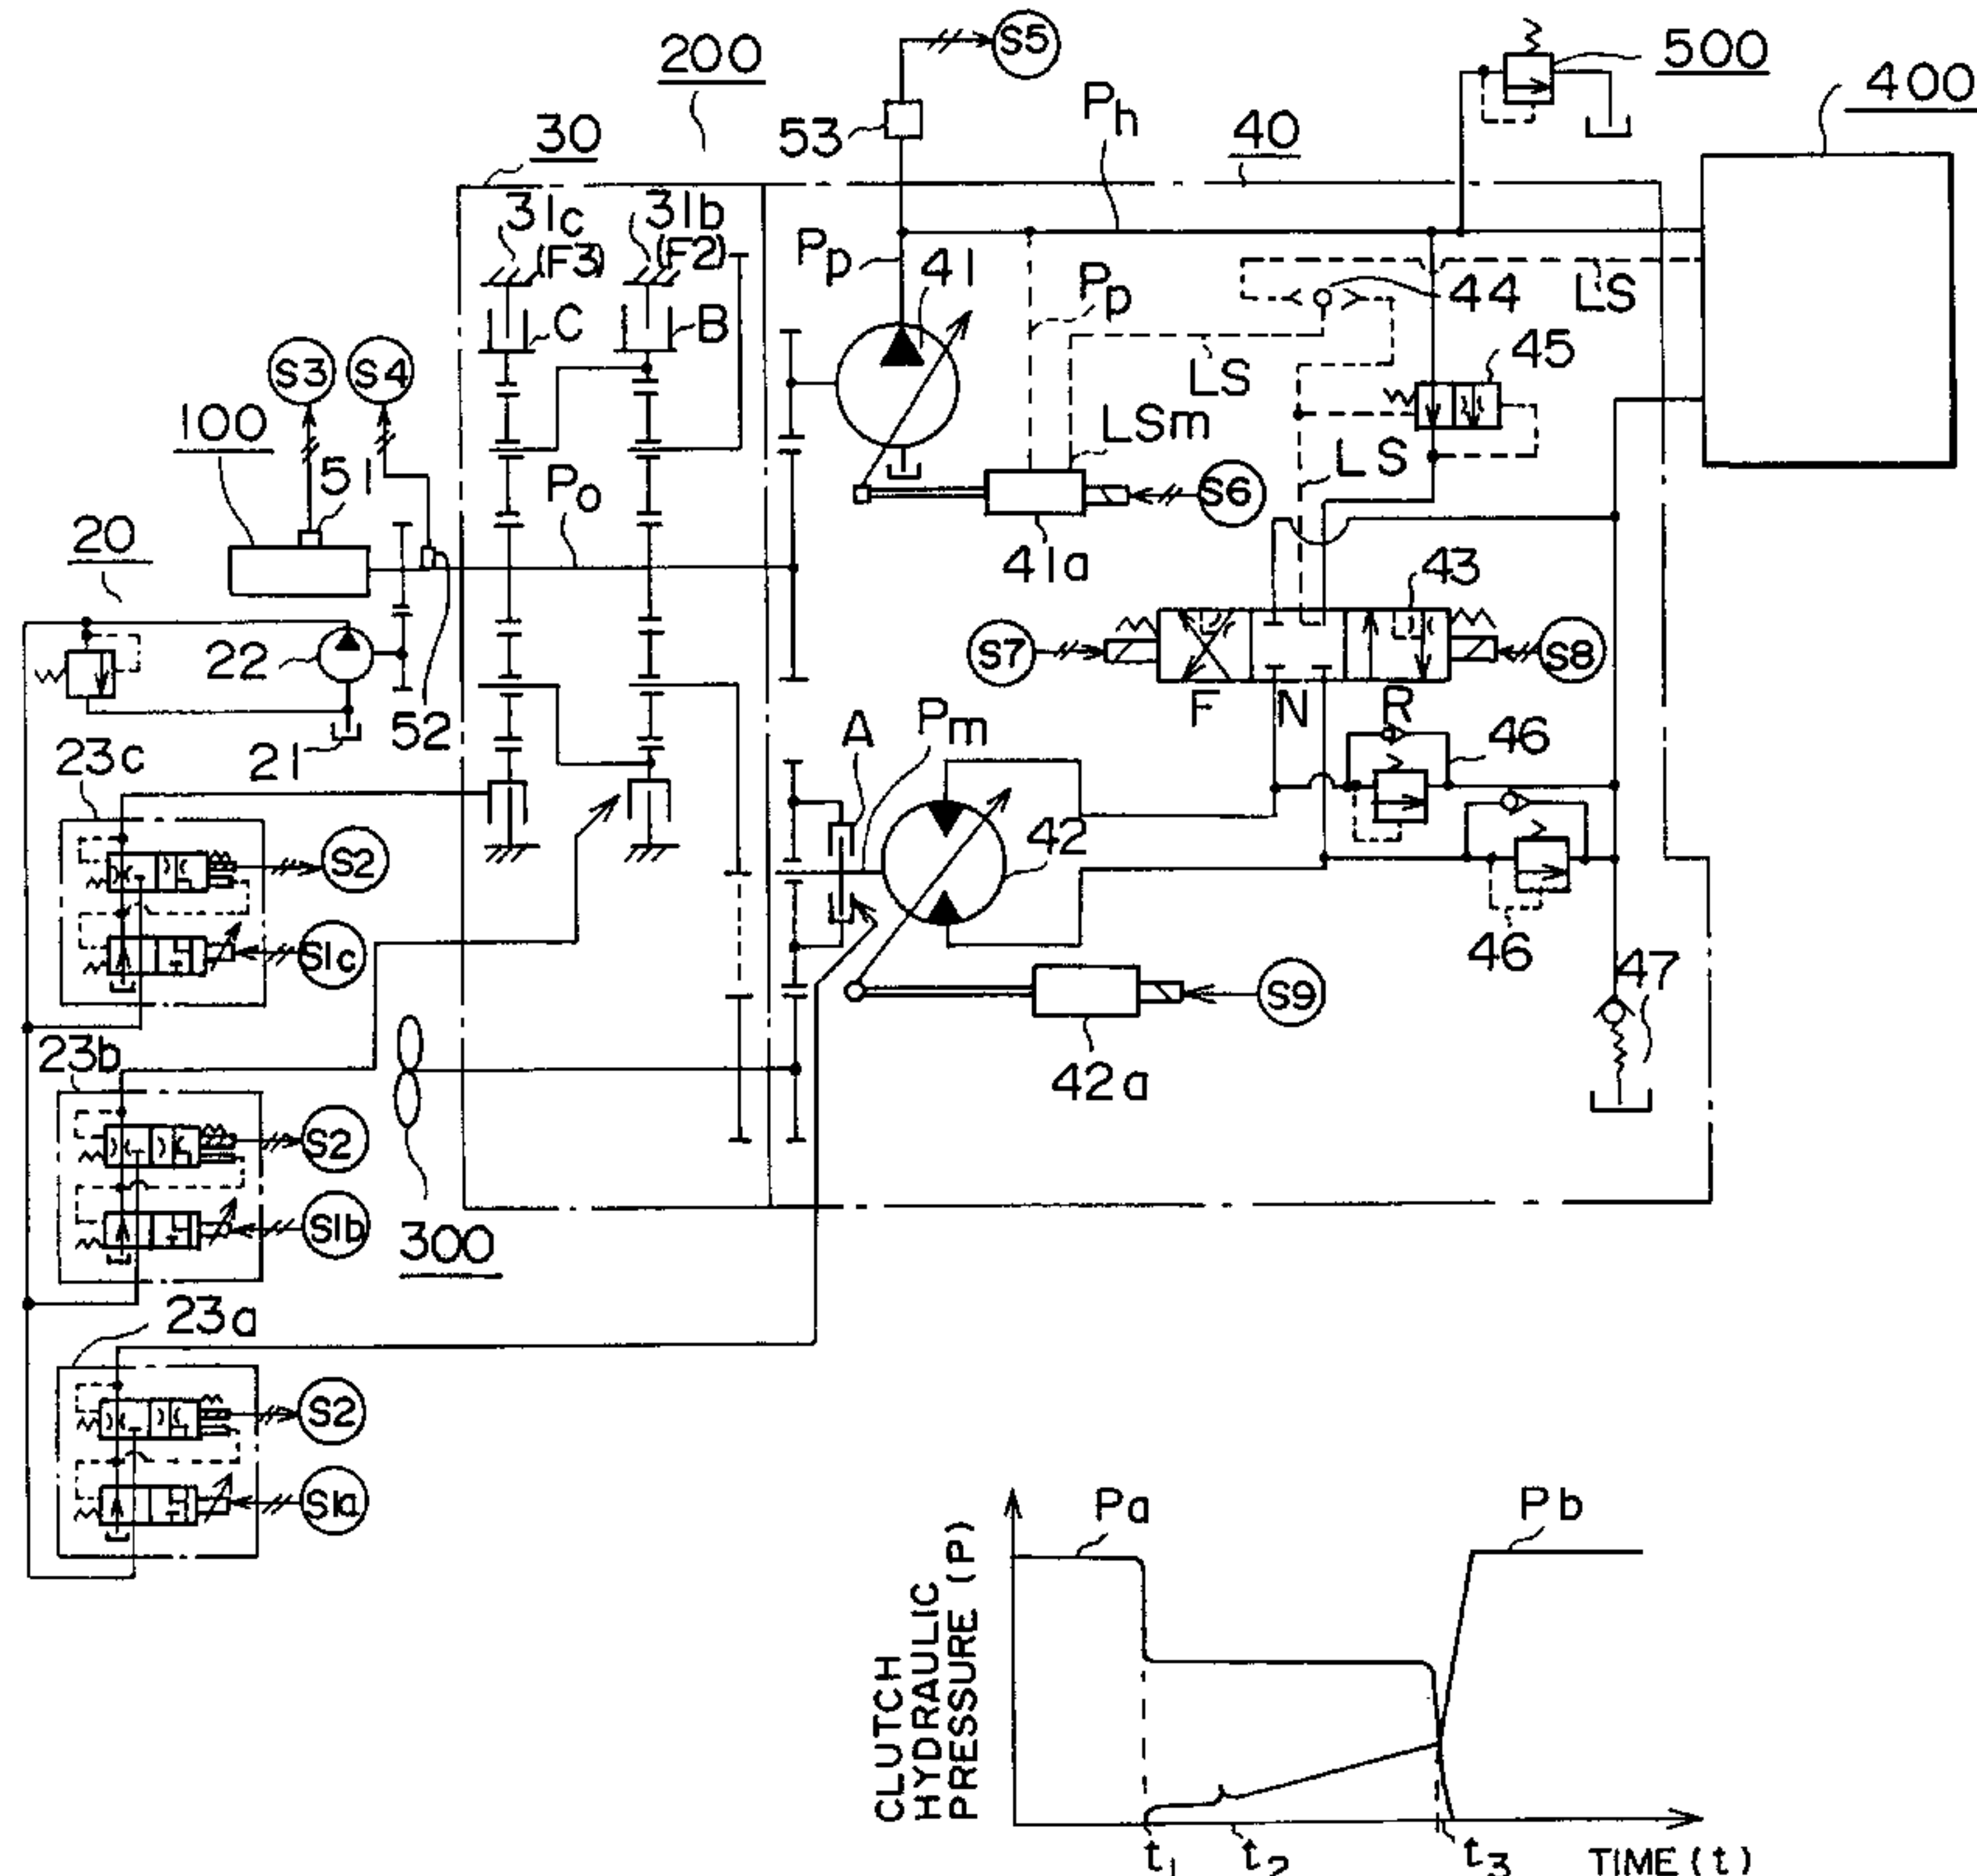 S5
500
200
400
53
Ph
30
40
31c
31b
(F3)
(F2)
Pp
41
Pp
44
LS
C
B
S3
S4
45
LS
100
51
LSm
LS
Po
S6
20
41a
43
22
S7
S8
52
F
N
R
21
A
Pm
46
23c
S2
42
46
S1c
47
S9
23b
42a
S2
S1b
300
23a
S2
S1a
Pa
Pb
CLUTCH
HYDRAULIC
PRESSURE (P)
t1
t2
t3
TIME (t)